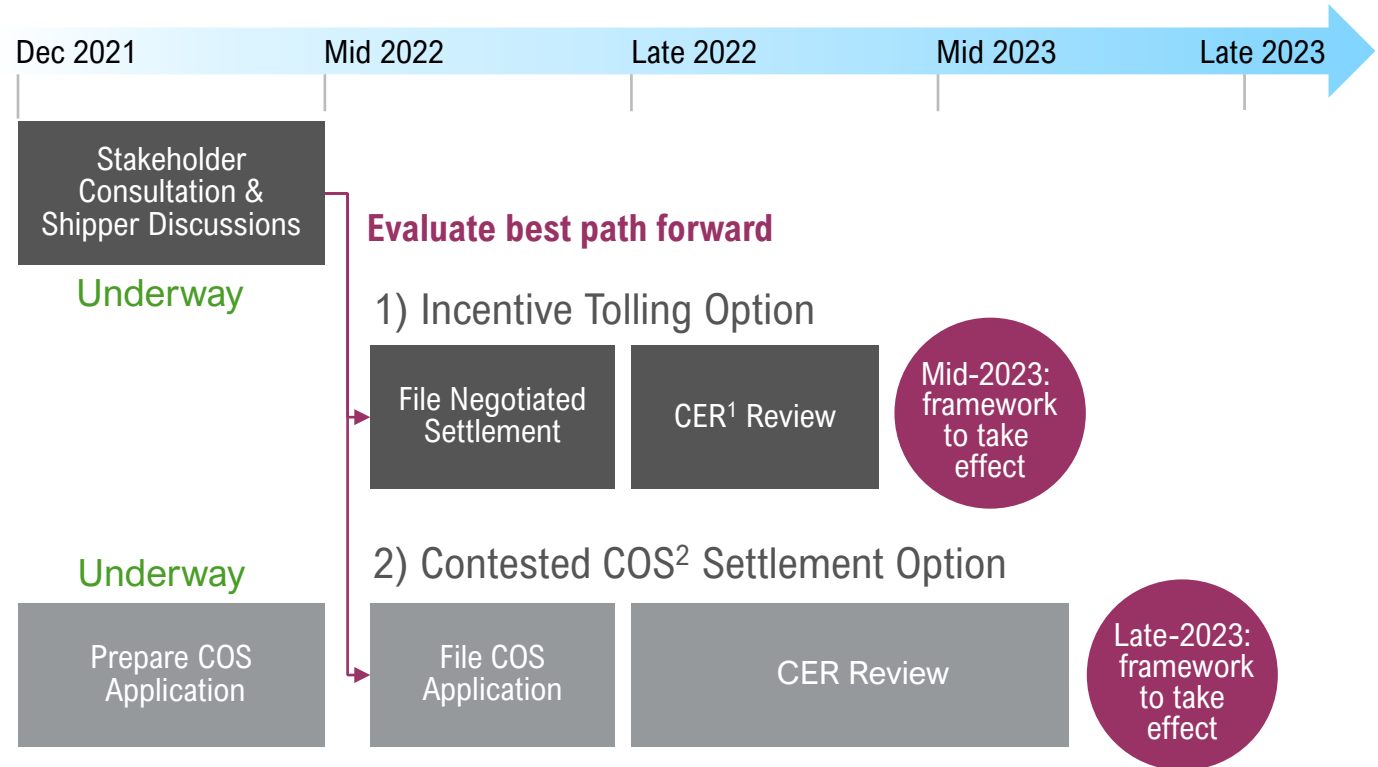 Dec 2021
Mid 2022
Late 2022
Mid 2023
Late 2023
Stakeholder
Consultation &
Shipper Discussions
Underway
Evaluate best path forward
1) Incentive Tolling Option
File Negotiated
Settlement
CER¹ Review
Mid-2023:
framework
to take
effect
Underway
2) Contested COS² Settlement Option
Prepare COS
Application
File COS
Application
CER Review
Late-2023:
framework
to take
effect